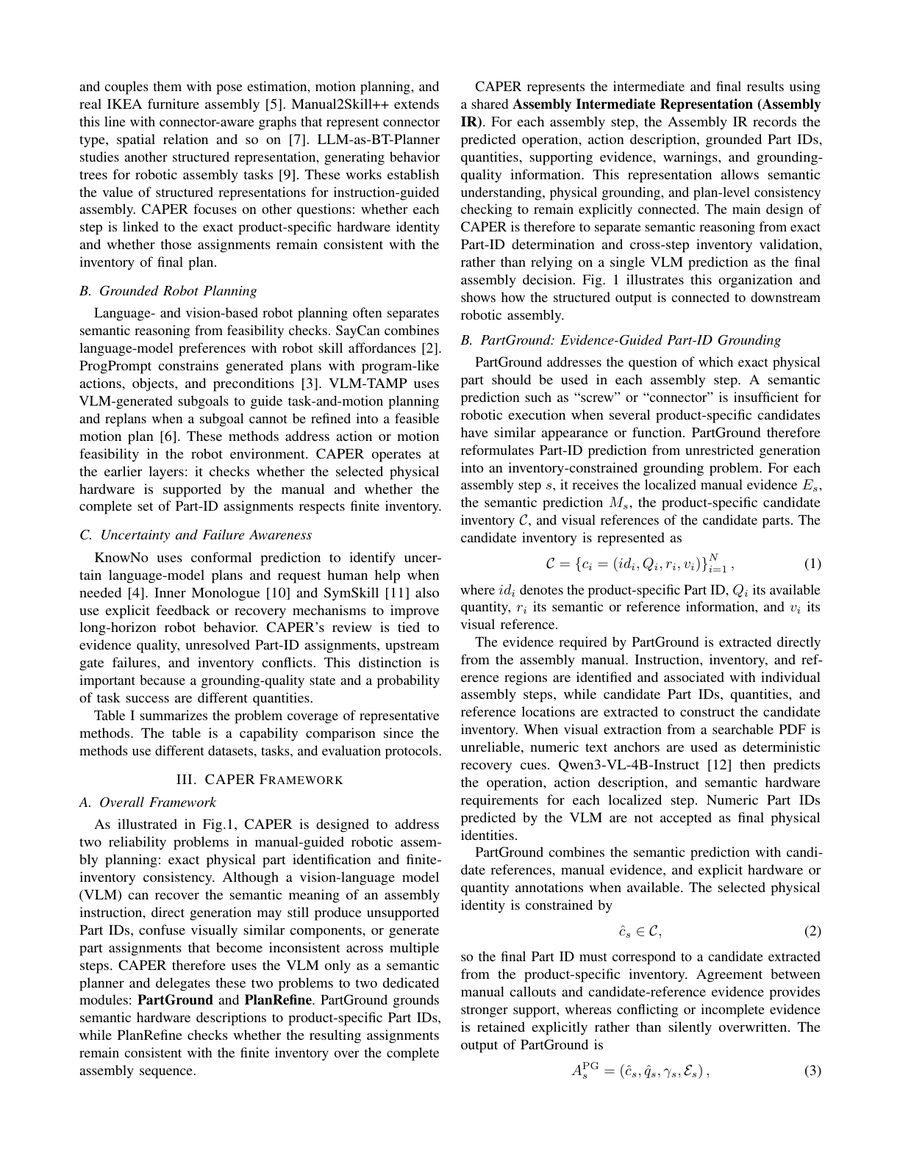 and couples them with pose estimation, motion planning, and
real IKEA furniture assembly [5]. Manual2Skill++ extends
this line with connector-aware graphs that represent connector
type, spatial relation and so on [7]. LLM-as-BT-Planner
studies another structured representation, generating behavior
trees for robotic assembly tasks [9]. These works establish
the value of structured representations for instruction-guided
assembly. CAPER focuses on other questions: whether each
step is linked to the exact product-specific hardware identity
and whether those assignments remain consistent with the
inventory of final plan.
B. Grounded Robot Planning
Language- and vision-based robot planning often separates
semantic reasoning from feasibility checks. SayCan combines
language-model preferences with robot skill affordances [2].
ProgPrompt constrains generated plans with program-like
actions, objects, and preconditions [3]. VLM-TAMP uses
VLM-generated subgoals to guide task-and-motion planning
and replans when a subgoal cannot be refined into a feasible
motion plan [6]. These methods address action or motion
feasibility in the robot environment. CAPER operates at
the earlier layers: it checks whether the selected physical
hardware is supported by the manual and whether the
complete set of Part-ID assignments respects finite inventory.
C. Uncertainty and Failure Awareness
KnowNo uses conformal prediction to identify uncer-
tain language-model plans and request human help when
needed [4]. Inner Monologue [10] and SymSkill [11] also
use explicit feedback or recovery mechanisms to improve
long-horizon robot behavior. CAPER's review is tied to
evidence quality, unresolved Part-ID assignments, upstream
gate failures, and inventory conflicts. This distinction is
important because a grounding-quality state and a probability
of task success are different quantities.
Table I summarizes the problem coverage of representative
methods. The table is a capability comparison since the
methods use different datasets, tasks, and evaluation protocols.
III. CAPER FRAMEWORK
A. Overall Framework
As illustrated in Fig.1, CAPER is designed to address
two reliability problems in manual-guided robotic assem-
bly planning: exact physical part identification and finite-
inventory consistency. Although a vision-language model
(VLM) can recover the semantic meaning of an assembly
instruction, direct generation may still produce unsupported
Part IDs, confuse visually similar components, or generate
part assignments that become inconsistent across multiple
steps. CAPER therefore uses the VLM only as a semantic
planner and delegates these two problems to two dedicated
modules: PartGround and PlanRefine. PartGround grounds
semantic hardware descriptions to product-specific Part IDs,
while PlanRefine checks whether the resulting assignments
remain consistent with the finite inventory over the complete
assembly sequence.
CAPER represents the intermediate and final results using
a shared Assembly Intermediate Representation (Assembly
IR). For each assembly step, the Assembly IR records the
predicted operation, action description, grounded Part IDs,
quantities, supporting evidence, warnings, and grounding-
quality information. This representation allows semantic
understanding, physical grounding, and plan-level consistency
checking to remain explicitly connected. The main design of
CAPER is therefore to separate semantic reasoning from exact
Part-ID determination and cross-step inventory validation,
rather than relying on a single VLM prediction as the final
assembly decision. Fig. 1 illustrates this organization and
shows how the structured output is connected to downstream
robotic assembly.
B. PartGround: Evidence-Guided Part-ID Grounding
PartGround addresses the question of which exact physical
part should be used in each assembly step. A semantic
prediction such as “screw” or “connector” is insufficient for
robotic execution when several product-specific candidates
have similar appearance or function. PartGround therefore
reformulates Part-ID prediction from unrestricted generation
into an inventory-constrained grounding problem. For each
assembly step s, it receives the localized manual evidence E_s,
the semantic prediction M_s, the product-specific candidate
inventory 𝒞, and visual references of the candidate parts. The
candidate inventory is represented as
𝒞 = {c_i = (id_i, Q_i, r_i, v_i)}_{i=1}^N , (1)
where id_i denotes the product-specific Part ID, Q_i its available
quantity, r_i its semantic or reference information, and v_i its
visual reference.
The evidence required by PartGround is extracted directly
from the assembly manual. Instruction, inventory, and ref-
erence regions are identified and associated with individual
assembly steps, while candidate Part IDs, quantities, and
reference locations are extracted to construct the candidate
inventory. When visual extraction from a searchable PDF is
unreliable, numeric text anchors are used as deterministic
recovery cues. Qwen3-VL-4B-Instruct [12] then predicts
the operation, action description, and semantic hardware
requirements for each localized step. Numeric Part IDs
predicted by the VLM are not accepted as final physical
identities.
PartGround combines the semantic prediction with candi-
date references, manual evidence, and explicit hardware or
quantity annotations when available. The selected physical
identity is constrained by
ĉ_s ∈ 𝒞, (2)
so the final Part ID must correspond to a candidate extracted
from the product-specific inventory. Agreement between
manual callouts and candidate-reference evidence provides
stronger support, whereas conflicting or incomplete evidence
is retained explicitly rather than silently overwritten. The
output of PartGround is
A_s^{PG} = (ĉ_s, q̂_s, γ_s, ℰ_s) , (3)